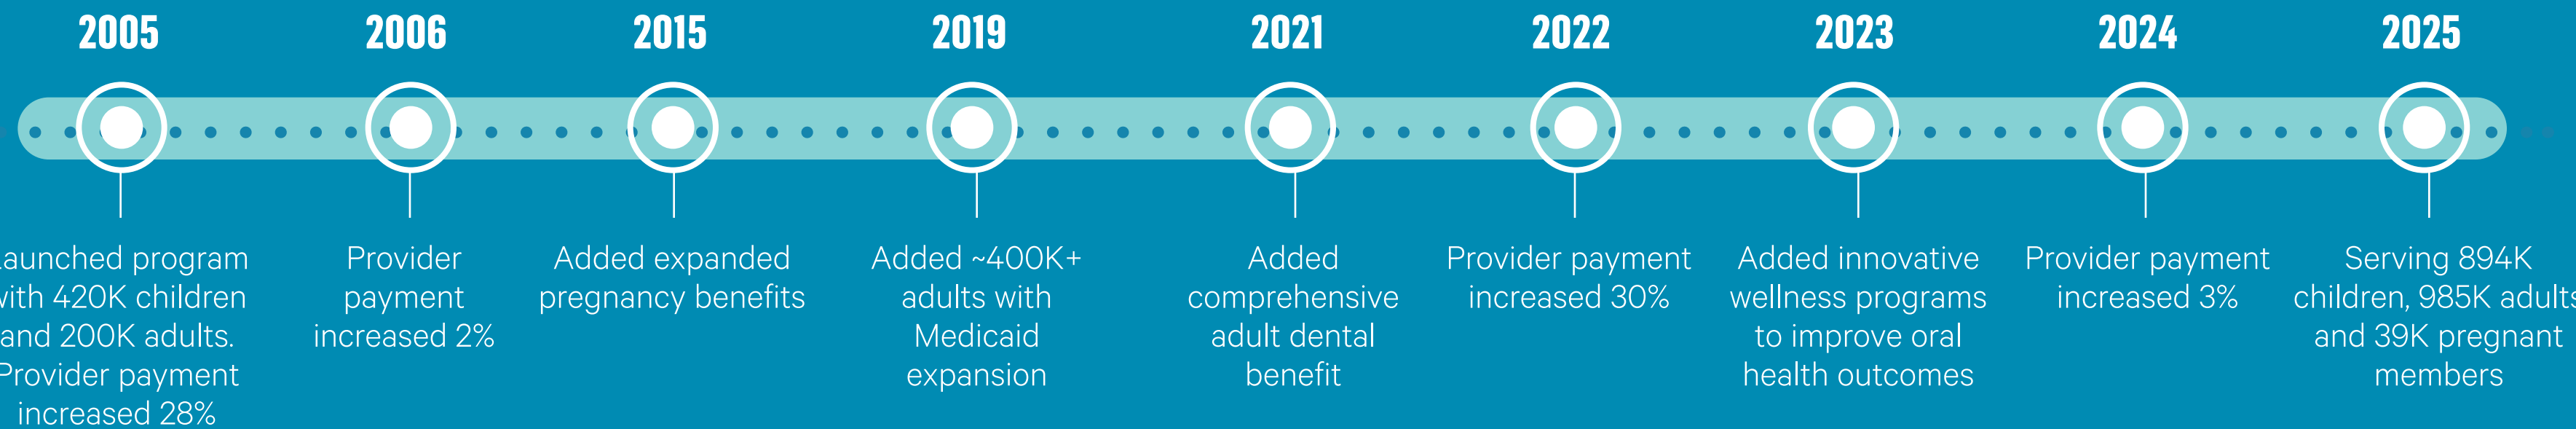 2005
aunched program
with 420K children
and 200K adults.
Provider payment
increased 28%
2006
Provider
payment
increased 2%
2015
Added expanded
pregnancy benefits
2019
Added ~400K+
adults with
Medicaid
expansion
2021
Added
comprehensive
adult dental
benefit
2022
Provider payment
increased 30%
2023
Added innovative
wellness programs
to improve oral
health outcomes
2024
Provider payment
increased 3%
2025
Serving 894K
children, 985K adults
and 39K pregnant
members